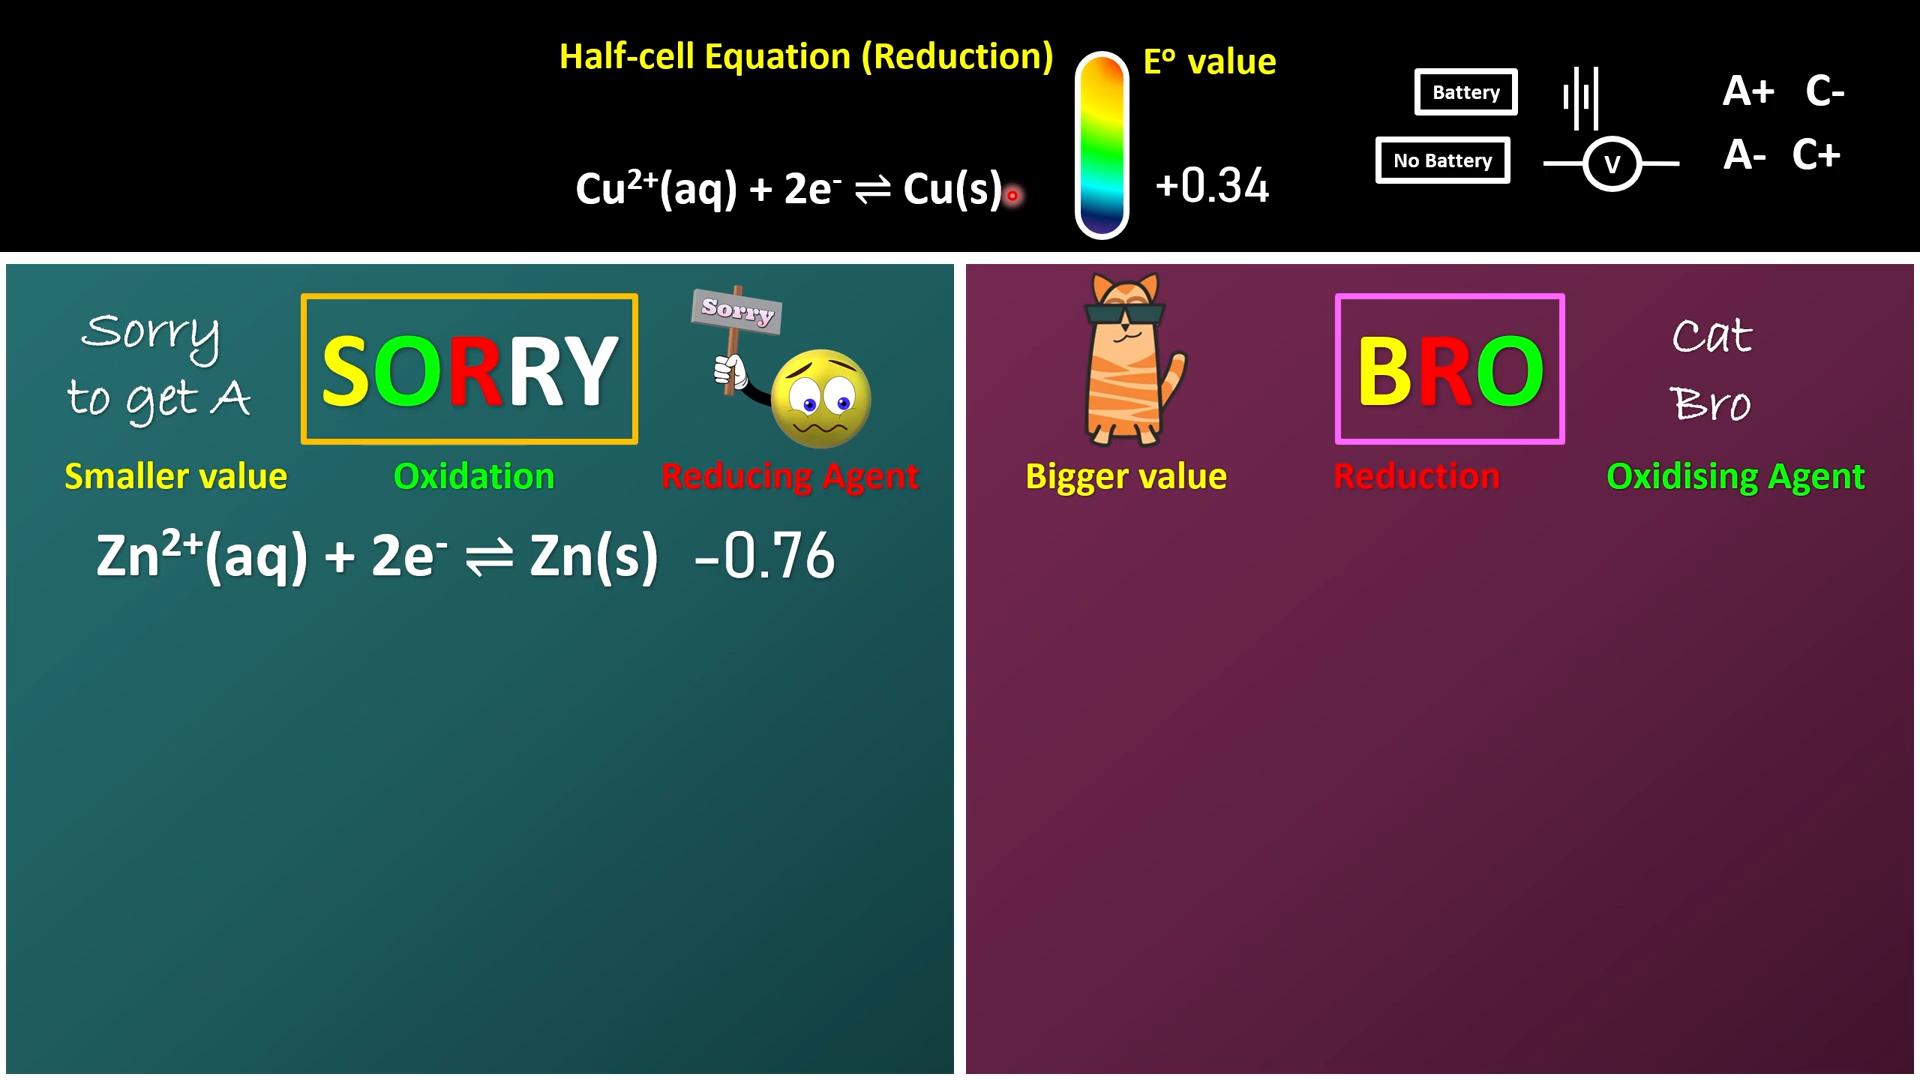 Half-cell Equation (Reduction)
Eº value
Cu²⁺(aq) + 2e⁻ ⇌ Cu(s)
+0.34
Battery
A+ C-
No Battery
V
A- C+
Sorry
to get A
SORRY
Sorry
Smaller value
Oxidation
Reducing Agent
Zn²⁺(aq) + 2e⁻ ⇌ Zn(s) -0.76
BRO
Cat
Bro
Bigger value
Reduction
Oxidising Agent